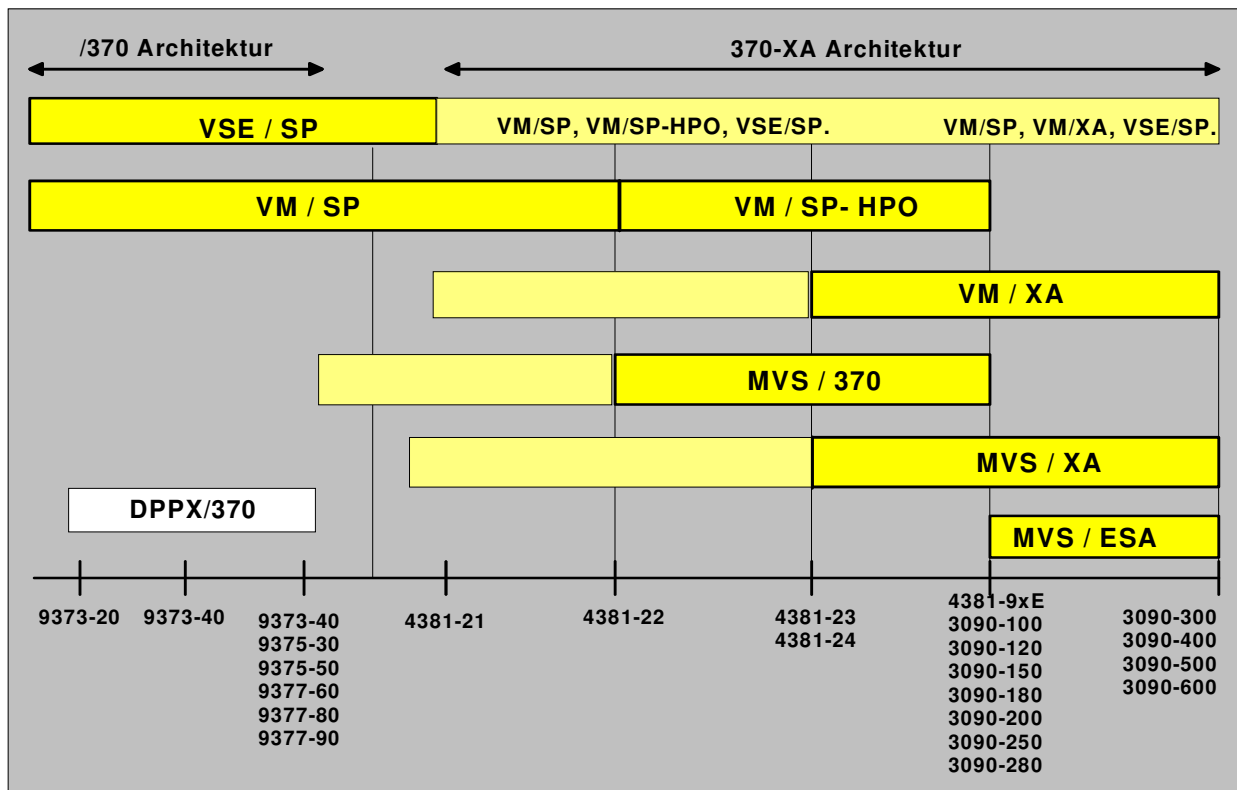 /370 Architektur
370-XA Architektur
VSE / SP
VM/SP, VM/SP-HPO, VSE/SP.
VM/SP, VM/XA, VSE/SP.
VM / SP
VM / SP- HPO
VM / XA
MVS / 370
MVS / XA
DPPX/370
MVS / ESA
9373-20
9373-40
9373-40
9375-30
9375-50
9377-60
9377-80
9377-90
4381-21
4381-22
4381-23
4381-24
4381-9xE
3090-100
3090-120
3090-150
3090-180
3090-200
3090-250
3090-280
3090-300
3090-400
3090-500
3090-600